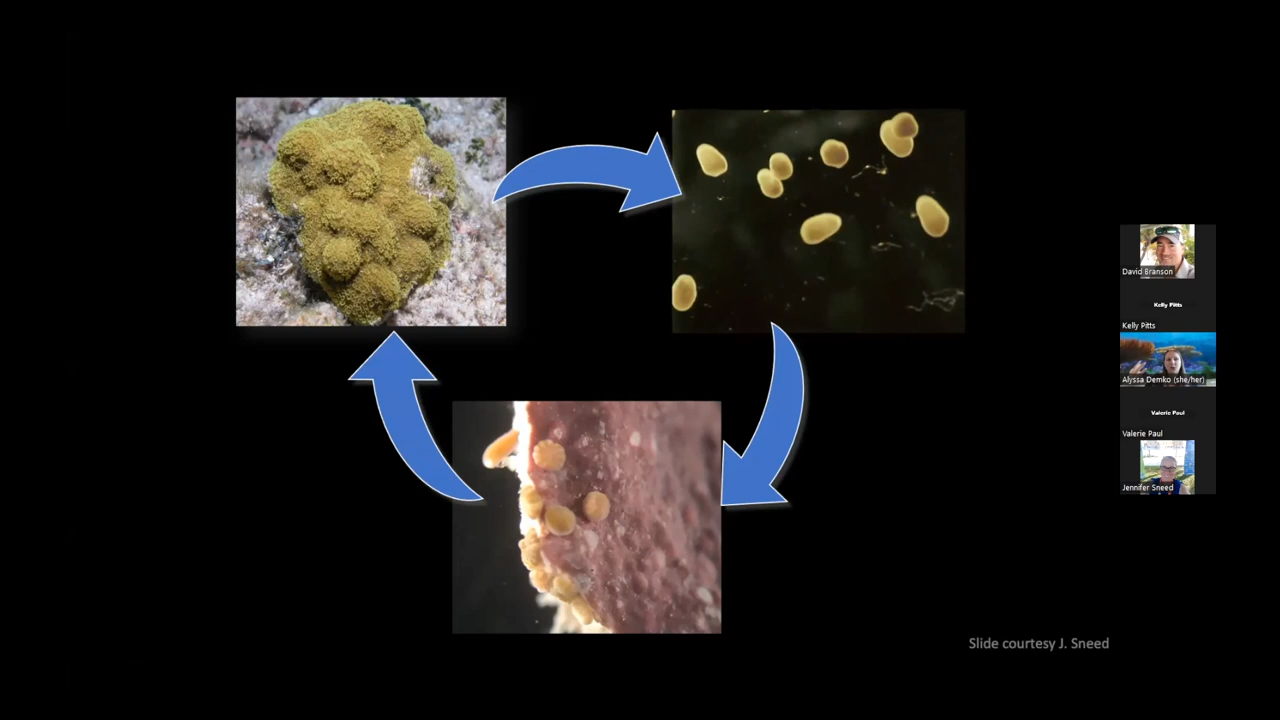 David Branson
Kelly Pitts
Kelly Pitts
Alyssa Demko (she/her)
Valerie Paul
Valerie Paul
Jennifer Sneed
Slide courtesy J. Sneed